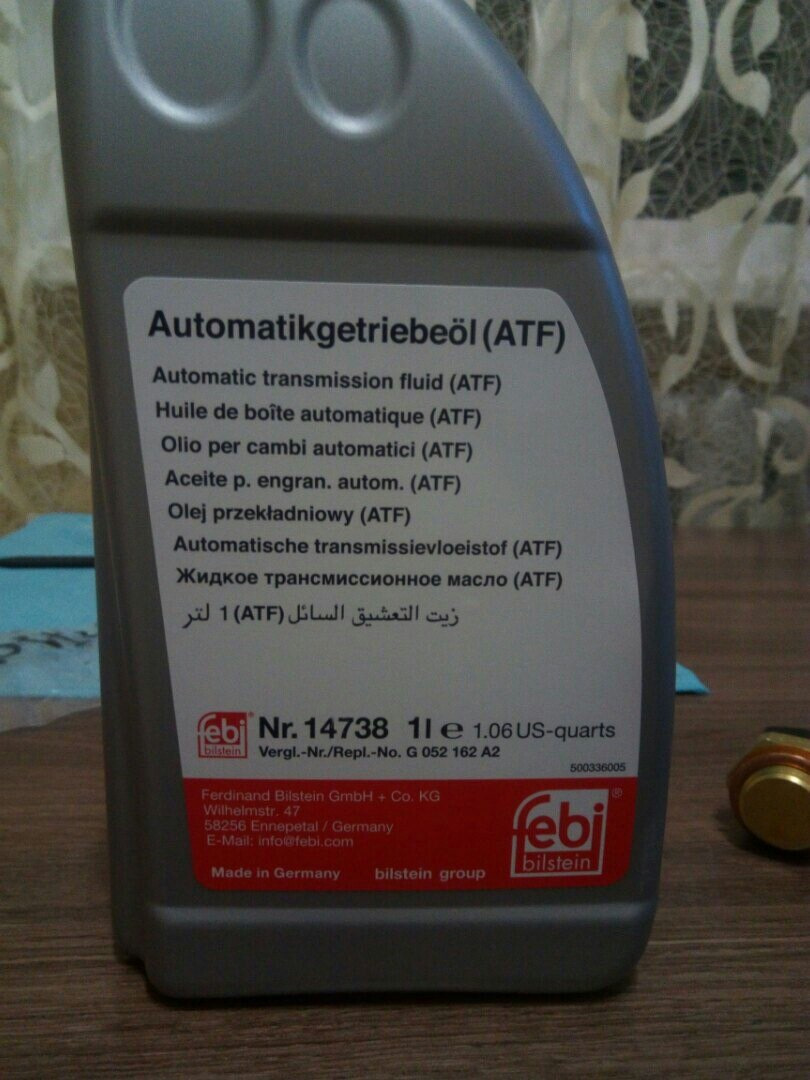 Automatikgetriebeöl (ATF)
Automatic transmission fluid (ATF)
Huile de boîte automatique (ATF)
Olio per cambi automatici (ATF)
Aceite p. engran. autom. (ATF)
Olej przekładniowy (ATF)
Automatische transmissievloeistof (ATF)
Жидкое трансмиссионное масло (ATF)
زيت التعشيق السائل (ATF) 1 لتر
febi bilstein
Nr. 14738 1l e 1.06 US-quarts
Vergl.-Nr./Repl.-No. G 052 162 A2
500336005
Ferdinand Bilstein GmbH + Co. KG
Wilhelmstr. 47
58256 Ennepetal / Germany
E-Mail: info@febi.com
Made in Germany bilstein group
febi®
bilstein